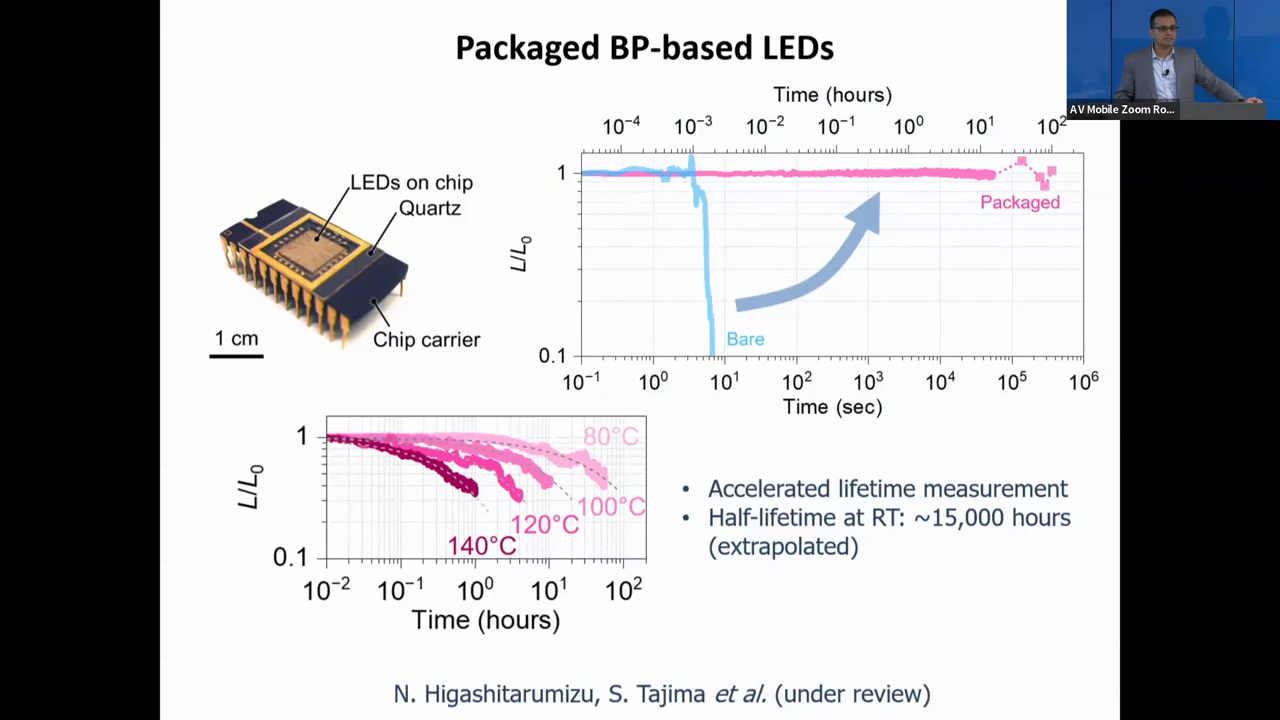 Packaged BP-based LEDs
AV Mobile Zoom Ro...
LEDs on chip
Quartz
Chip carrier
1 cm
Time (hours)
10⁻⁴ 10⁻³ 10⁻² 10⁻¹ 10⁰ 10¹ 10²
1
0.1
L/L₀
Packaged
Bare
10⁻¹ 10⁰ 10¹ 10² 10³ 10⁴ 10⁵ 10⁶
Time (sec)
1
0.1
L/L₀
80°C
100°C
120°C
140°C
10⁻² 10⁻¹ 10⁰ 10¹ 10²
Time (hours)
• Accelerated lifetime measurement
• Half-lifetime at RT: ~15,000 hours
(extrapolated)
N. Higashitarumizu, S. Tajima et al. (under review)